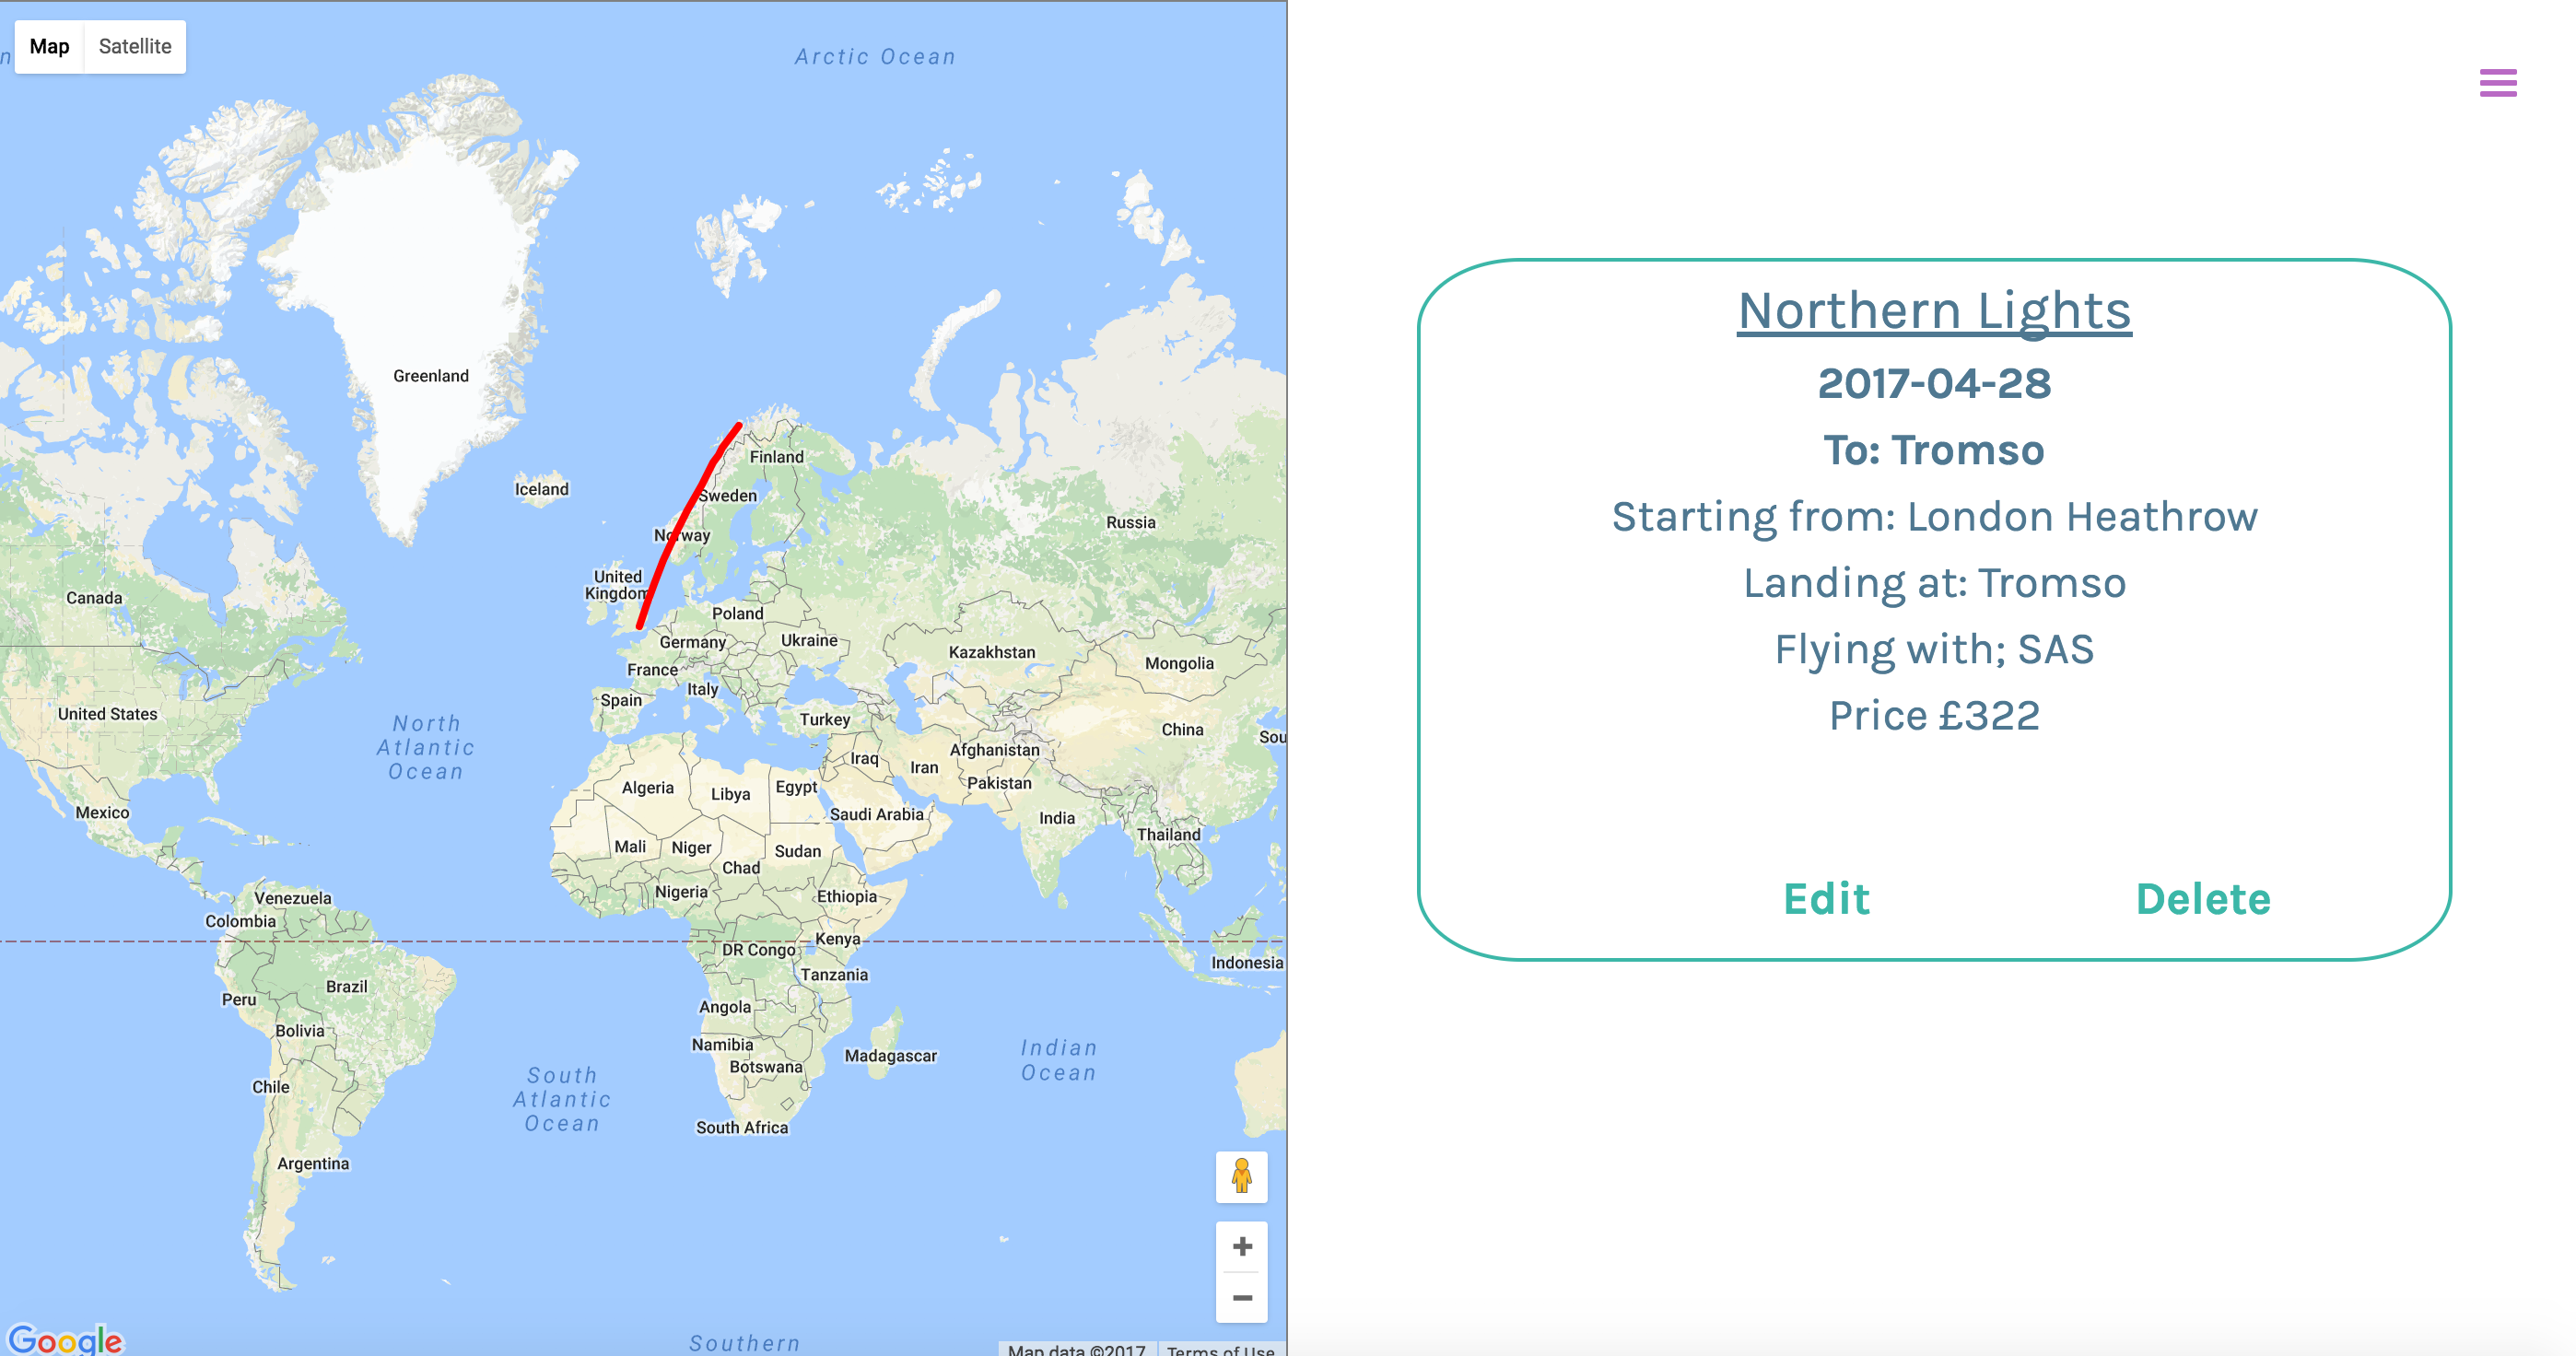 Map
Satellite
Arctic Ocean
Greenland
Iceland
Finland
Sweden
Norway
Russia
United
Kingdom
Canada
Poland
Germany
Ukraine
Kazakhstan
Mongolia
France
Italy
Spain
United States
North
Atlantic
Ocean
Turkey
China
Sou
Afghanistan
Iraq
Iran
Pakistan
Algeria
Libya
Egypt
Saudi Arabia
India
Mexico
Thailand
Mali
Niger
Sudan
Chad
Nigeria
Ethiopia
Venezuela
Colombia
Kenya
DR Congo
Indonesia
Tanzania
Brazil
Peru
Angola
Bolivia
Namibia
Botswana
Madagascar
Indian
Ocean
Chile
South
Atlantic
Ocean
South Africa
Argentina
Southern
Google
Map data ©2017
Terms of Use
Northern Lights
2017-04-28
To: Tromso
Starting from: London Heathrow
Landing at: Tromso
Flying with; SAS
Price £322
Edit
Delete